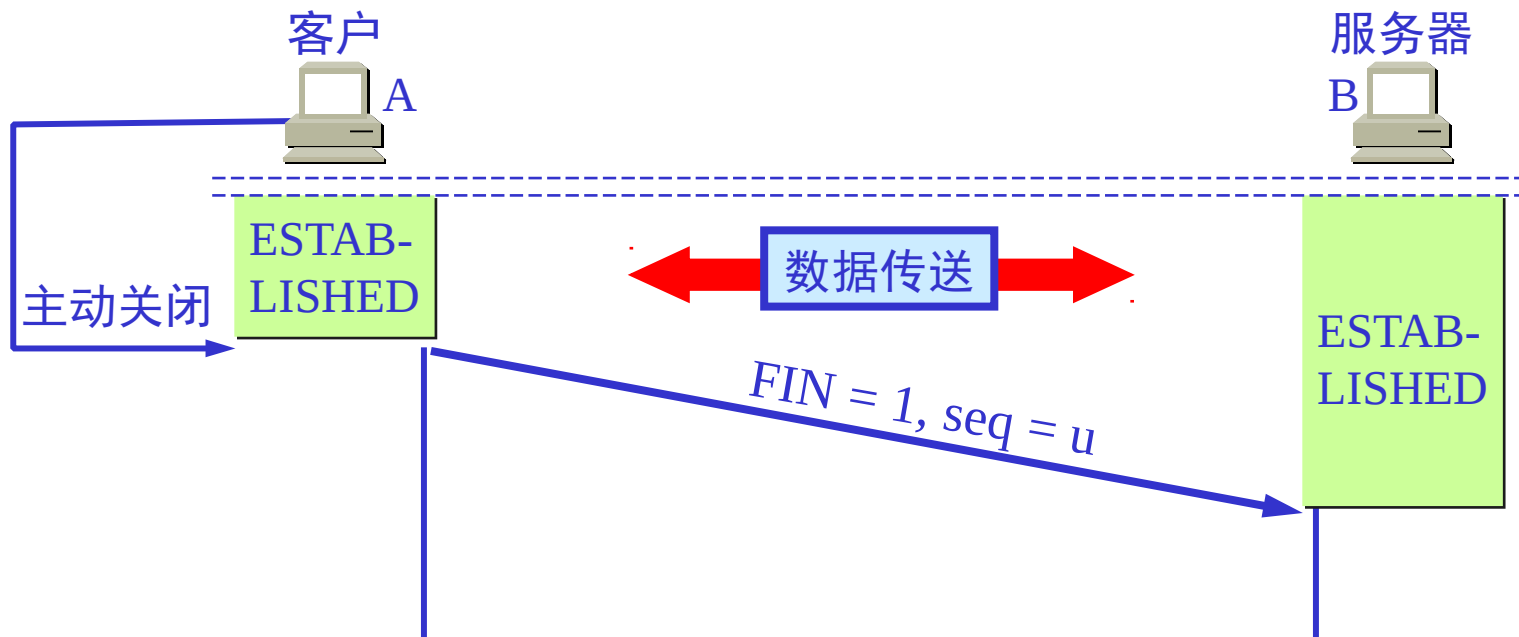 客户
服务器
A
B
ESTAB-
LISHED
数据传送
主动关闭
ESTAB-
LISHED
FIN = 1, seq = u